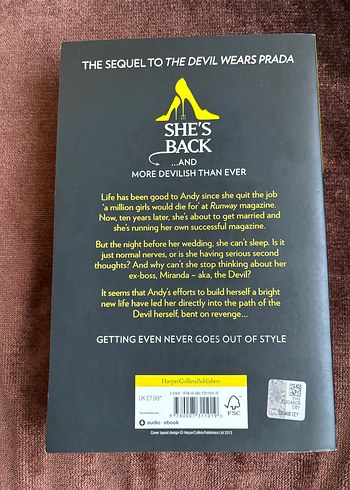 THE SEQUEL TO THE DEVIL WEARS PRADA
SHE'S
BACK
...AND
MORE DEVILISH THAN EVER
Life has been good to Andy since she quit the job
'a million girls would die for' at Runway magazine.
Now, ten years later, she's about to get married and
she's running her own successful magazine.
But the night before her wedding, she can't sleep. Is it
just normal nerves, or is she having serious second
thoughts? And why can't she stop thinking about her
ex-boss, Miranda – aka, the Devil?
It seems that Andy's efforts to build herself a bright
new life have led her directly into the path of the
Devil herself, bent on revenge...
GETTING EVEN NEVER GOES OUT OF STYLE
HarperCollinsPublishers
UK £7.99
audio · ebook
FSC
Cover layout design © HarperCollinsPublishers Ltd 2013